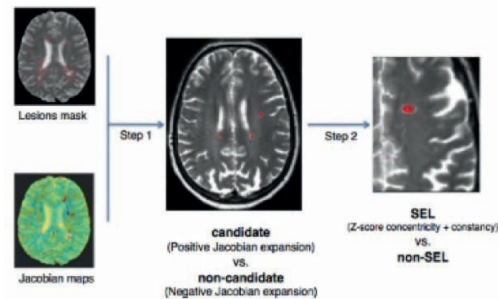 Lesions mask
Jacobian maps
Step 1
candidate
(Positive Jacobian expansion)
vs.
non-candidate
(Negative Jacobian expansion)
Step 2
SEL
(Z-score concentricity + constancy)
vs.
non-SEL